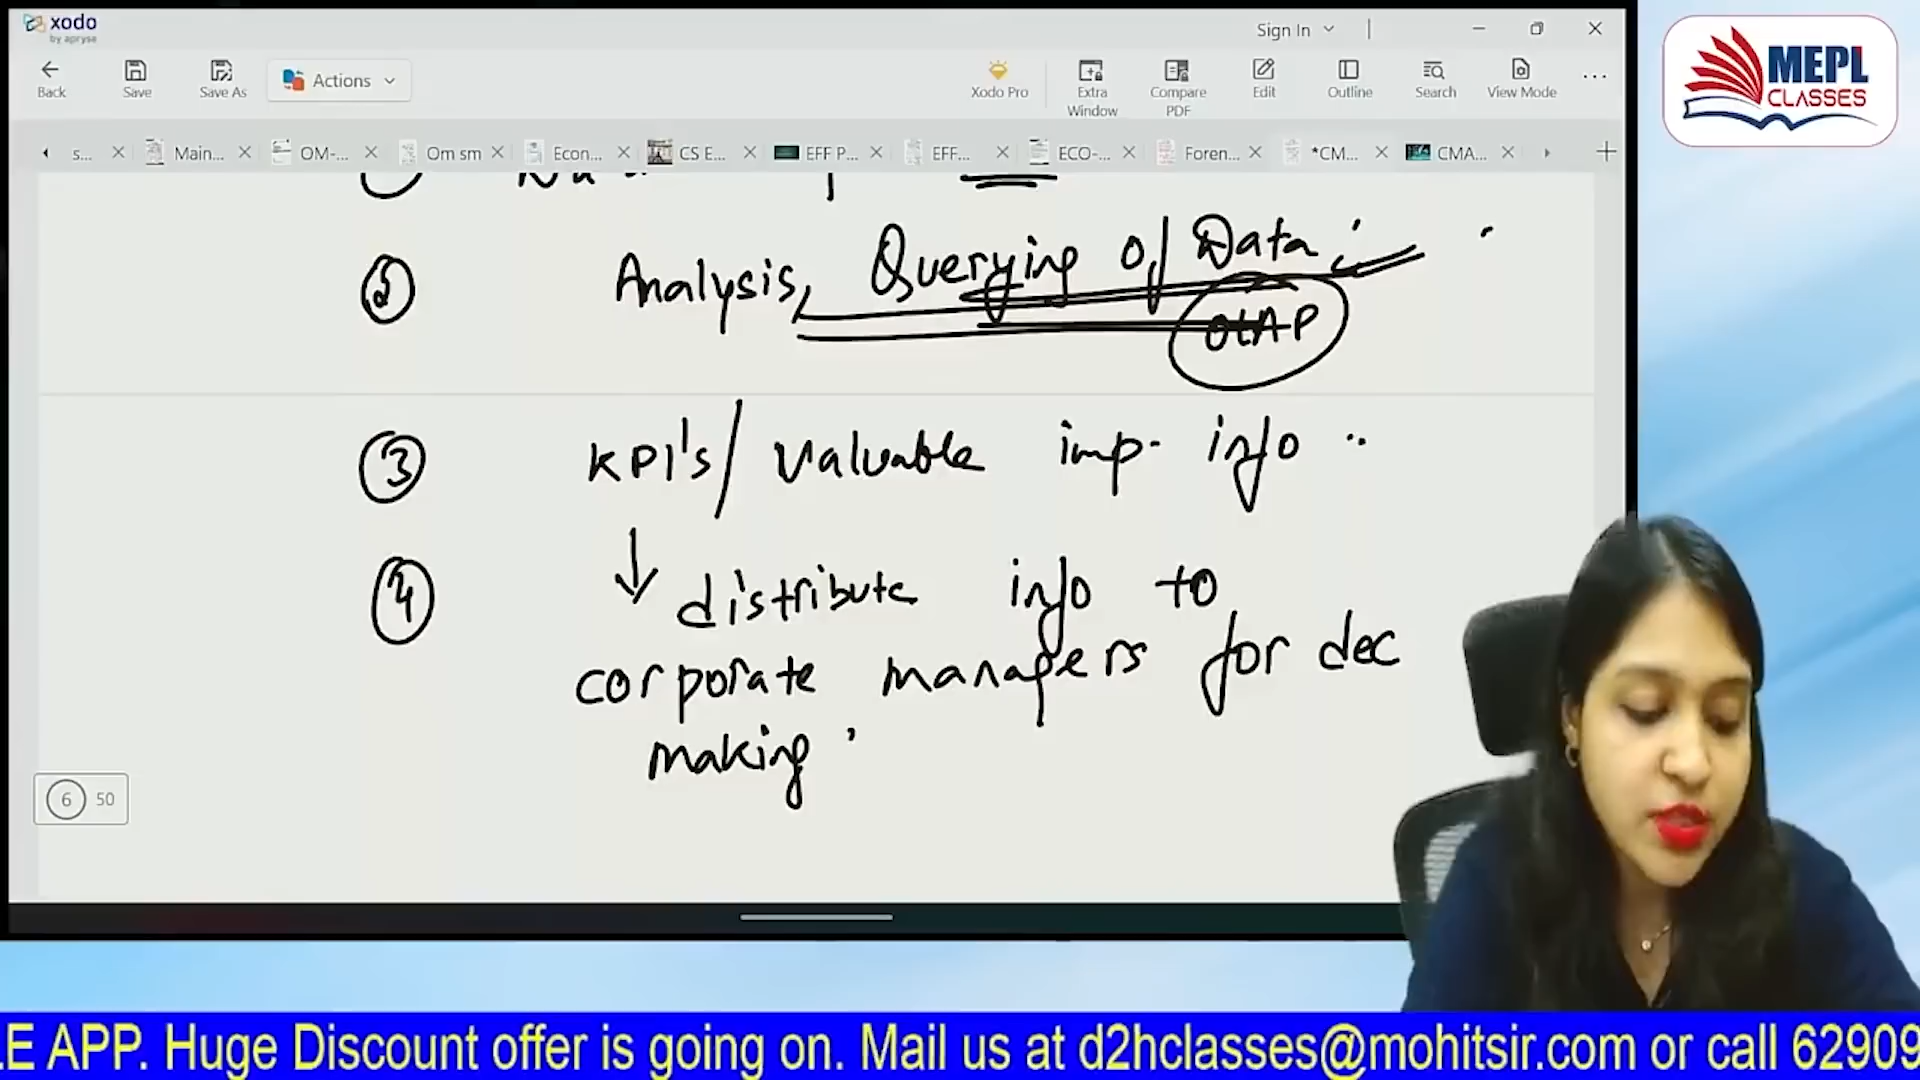 xodo
by apryse
Sign In
Back
Save
Save As
Actions
Xodo Pro
Extra Window
Compare PDF
Edit
Outline
Search
View Mode
MEPL
CLASSES
s...
Main...
OM-...
Om sm
Econ...
CS E...
EFF P...
EFF...
ECO-...
Foren...
*CM...
CMA...
② Analysis, Querying of Data
OLAP
③ KPI's / Valuable imp. info
④ ↓ distribute info to
corporate managers for dec
making
6 50
LE APP. Huge Discount offer is going on. Mail us at d2hclasses@mohitsir.com or call 62909